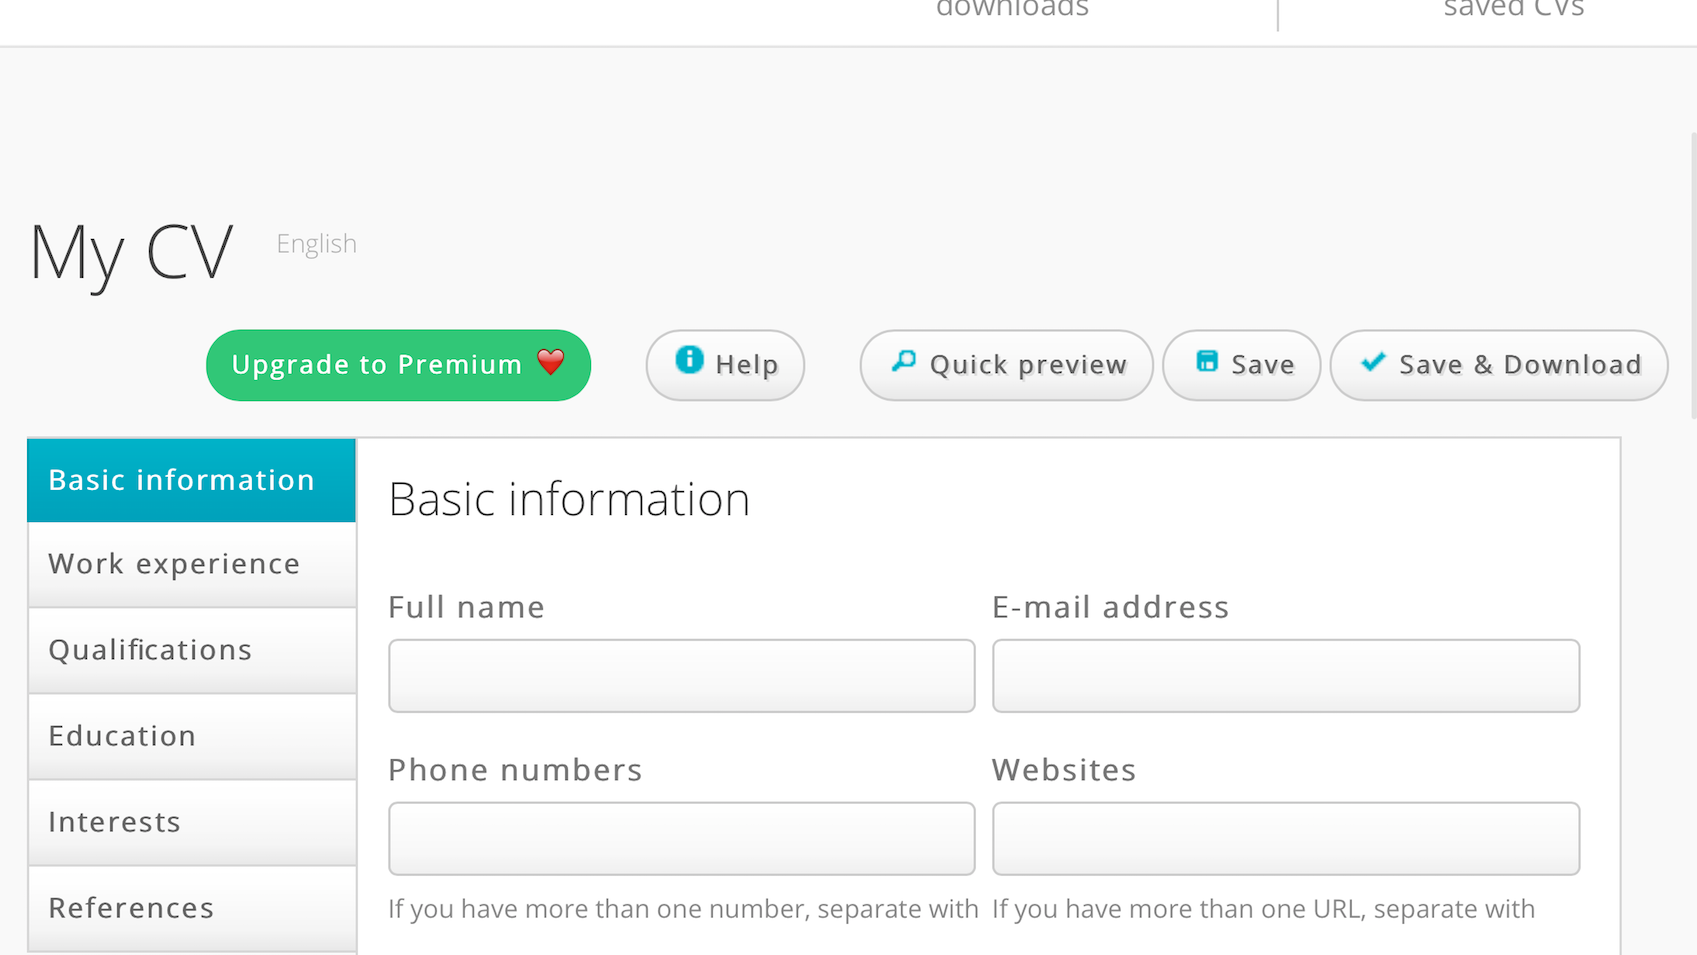 downloads
saved CVs
My CV
English
Upgrade to Premium
Help
Quick preview
Save
Save & Download
Basic information
Work experience
Qualifications
Education
Interests
References
Basic information
Full name
E-mail address
Phone numbers
Websites
If you have more than one number, separate with
If you have more than one URL, separate with